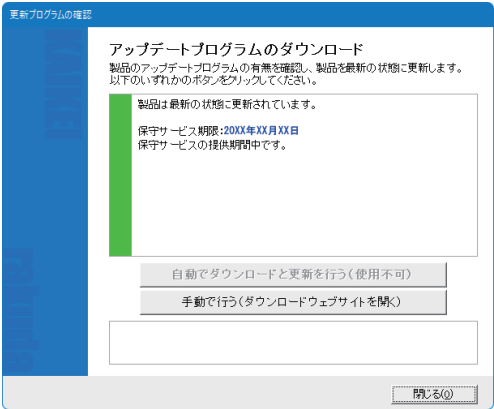 更新プログラムの確認
KAIKEI
rakuda
アップデートプログラムのダウンロード
製品のアップデートプログラムの有無を確認し、製品を最新の状態に更新します。
以下のいずれかのボタンをクリックしてください。
製品は最新の状態に更新されています。
保守サービス期限:20XX年XX月XX日
保守サービスの提供期間中です。
自動でダウンロードと更新を行う(使用不可)
手動で行う(ダウンロードウェブサイトを開く)
閉じる(Q)